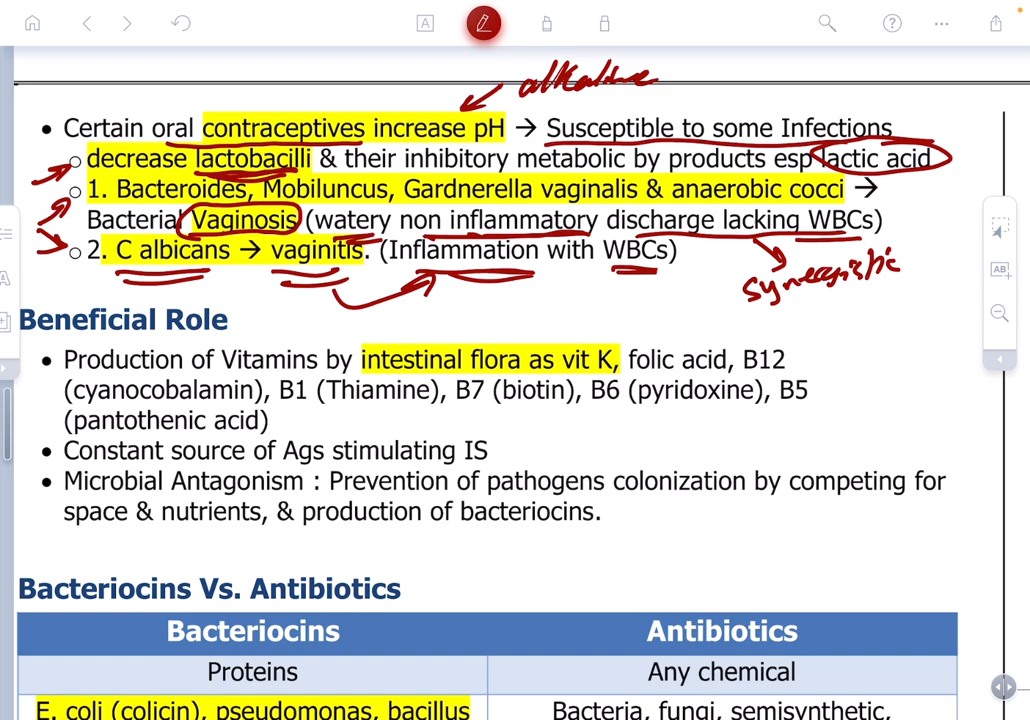 alkaline
• Certain oral contraceptives increase pH → Susceptible to some Infections
○ decrease lactobacilli & their inhibitory metabolic by products esp lactic acid
○ 1. Bacteroides, Mobiluncus, Gardnerella vaginalis & anaerobic cocci →
Bacterial Vaginosis (watery non inflammatory discharge lacking WBCs)
○ 2. C albicans → vaginitis. (Inflammation with WBCs)
synergistic
Beneficial Role
• Production of Vitamins by intestinal flora as vit K, folic acid, B12
(cyanocobalamin), B1 (Thiamine), B7 (biotin), B6 (pyridoxine), B5
(pantothenic acid)
• Constant source of Ags stimulating IS
• Microbial Antagonism : Prevention of pathogens colonization by competing for
space & nutrients, & production of bacteriocins.
Bacteriocins Vs. Antibiotics
Bacteriocins Antibiotics
Proteins Any chemical
E. coli (colicin), pseudomonas, bacillus Bacteria, fungi, semisynthetic,